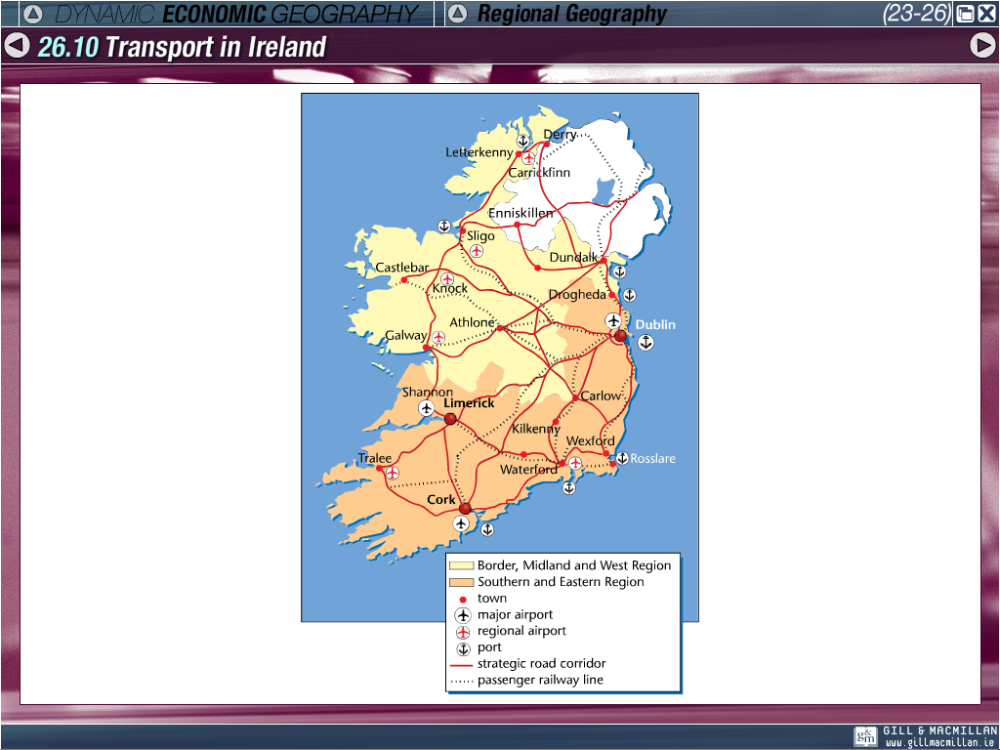 DYNAMIC ECONOMIC GEOGRAPHY
Regional Geography
(23-26)
26.10 Transport in Ireland
Derry
Letterkenny
Carrickfinn
Enniskillen
Sligo
Dundalk
Castlebar
Knock
Drogheda
Athlone
Dublin
Galway
Shannon
Limerick
Carlow
Kilkenny
Wexford
Tralee
Rosslare
Waterford
Cork
Border, Midland and West Region
Southern and Eastern Region
town
major airport
regional airport
port
strategic road corridor
passenger railway line
g&m
GILL & MACMILLAN
www.gillmacmillan.ie